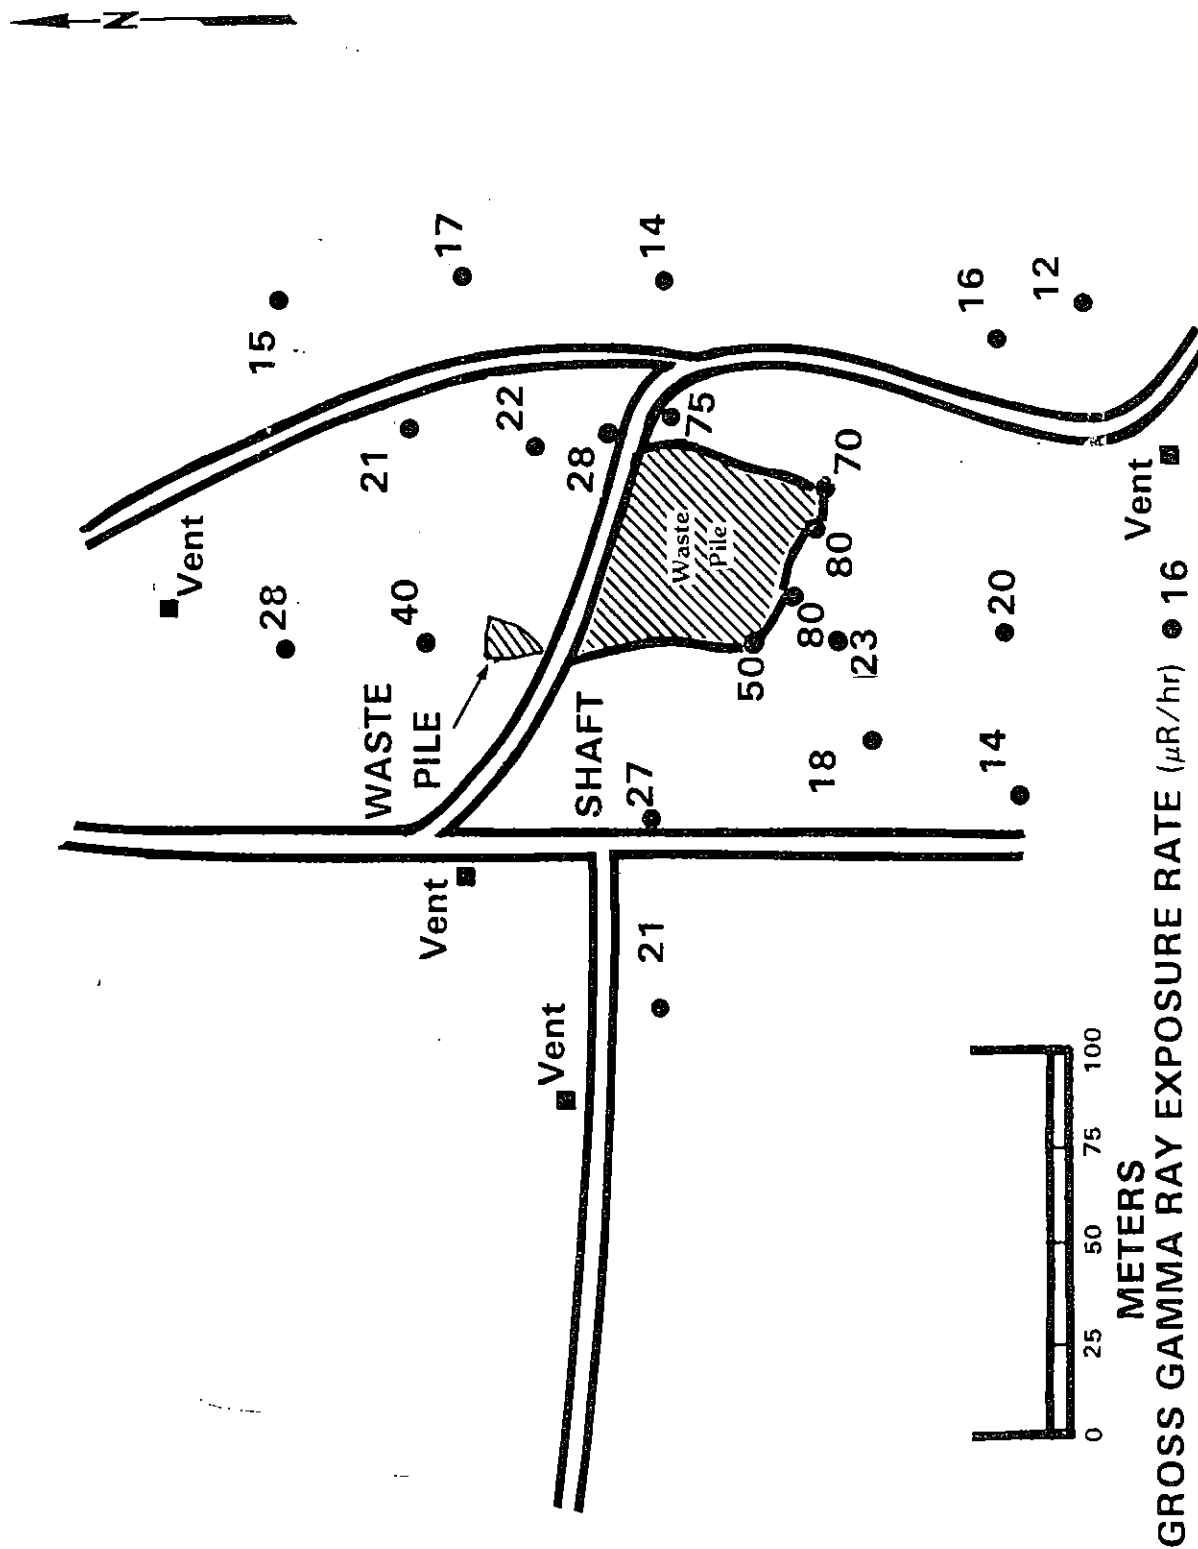 N
15
17
14
16
12
21
22
28
75
70
Vent
28
40
Waste
Pile
80
80
50
23
20
Vent
WASTE
PILE
SHAFT
27
18
14
Vent
21
Vent
0 25 50 75 100
METERS
GROSS GAMMA RAY EXPOSURE RATE (μR/hr) ● 16